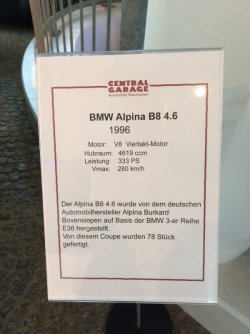 CENTRAL
GARAGE
Automobile Geschichten
BMW Alpina B8 4.6
1996
Motor: V8 Viertakt-Motor
Hubraum: 4619 ccm
Leistung: 333 PS
Vmax: 280 km/h
Der Alpina B8 4.6 wurde von dem deutschen
Automobilhersteller Alpina Burkard
Bovensiepen auf Basis der BMW 3-er Reihe
E36 hergestellt.
Von diesem Coupe wurden 78 Stück
gefertigt.